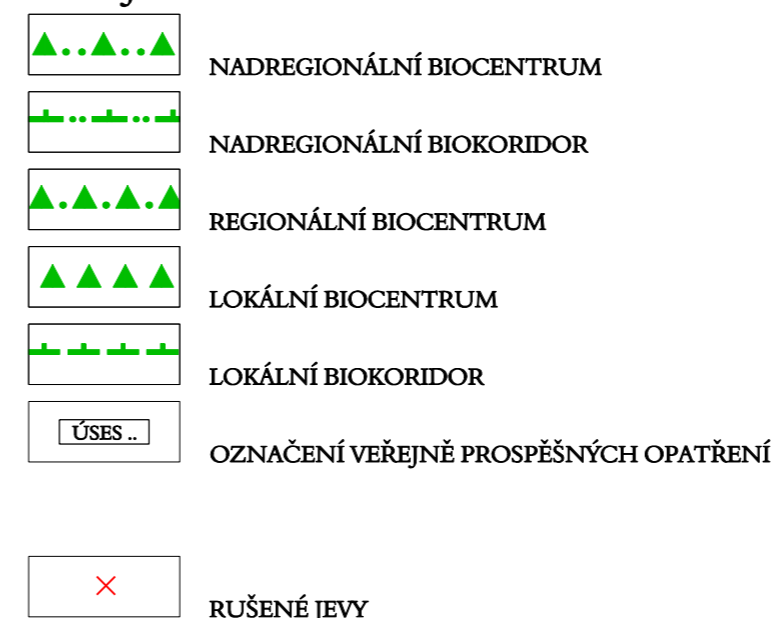 NADREGIONÁLNÍ BIOCENTRUM
NADREGIONÁLNÍ BIOKORIDOR
REGIONÁLNÍ BIOCENTRUM
LOKÁLNÍ BIOCENTRUM
LOKÁLNÍ BIOKORIDOR
ÚSES ..
OZNAČENÍ VEŘEJNĚ PROSPĚŠNÝCH OPATŘENÍ
RUŠENÉ JEVY